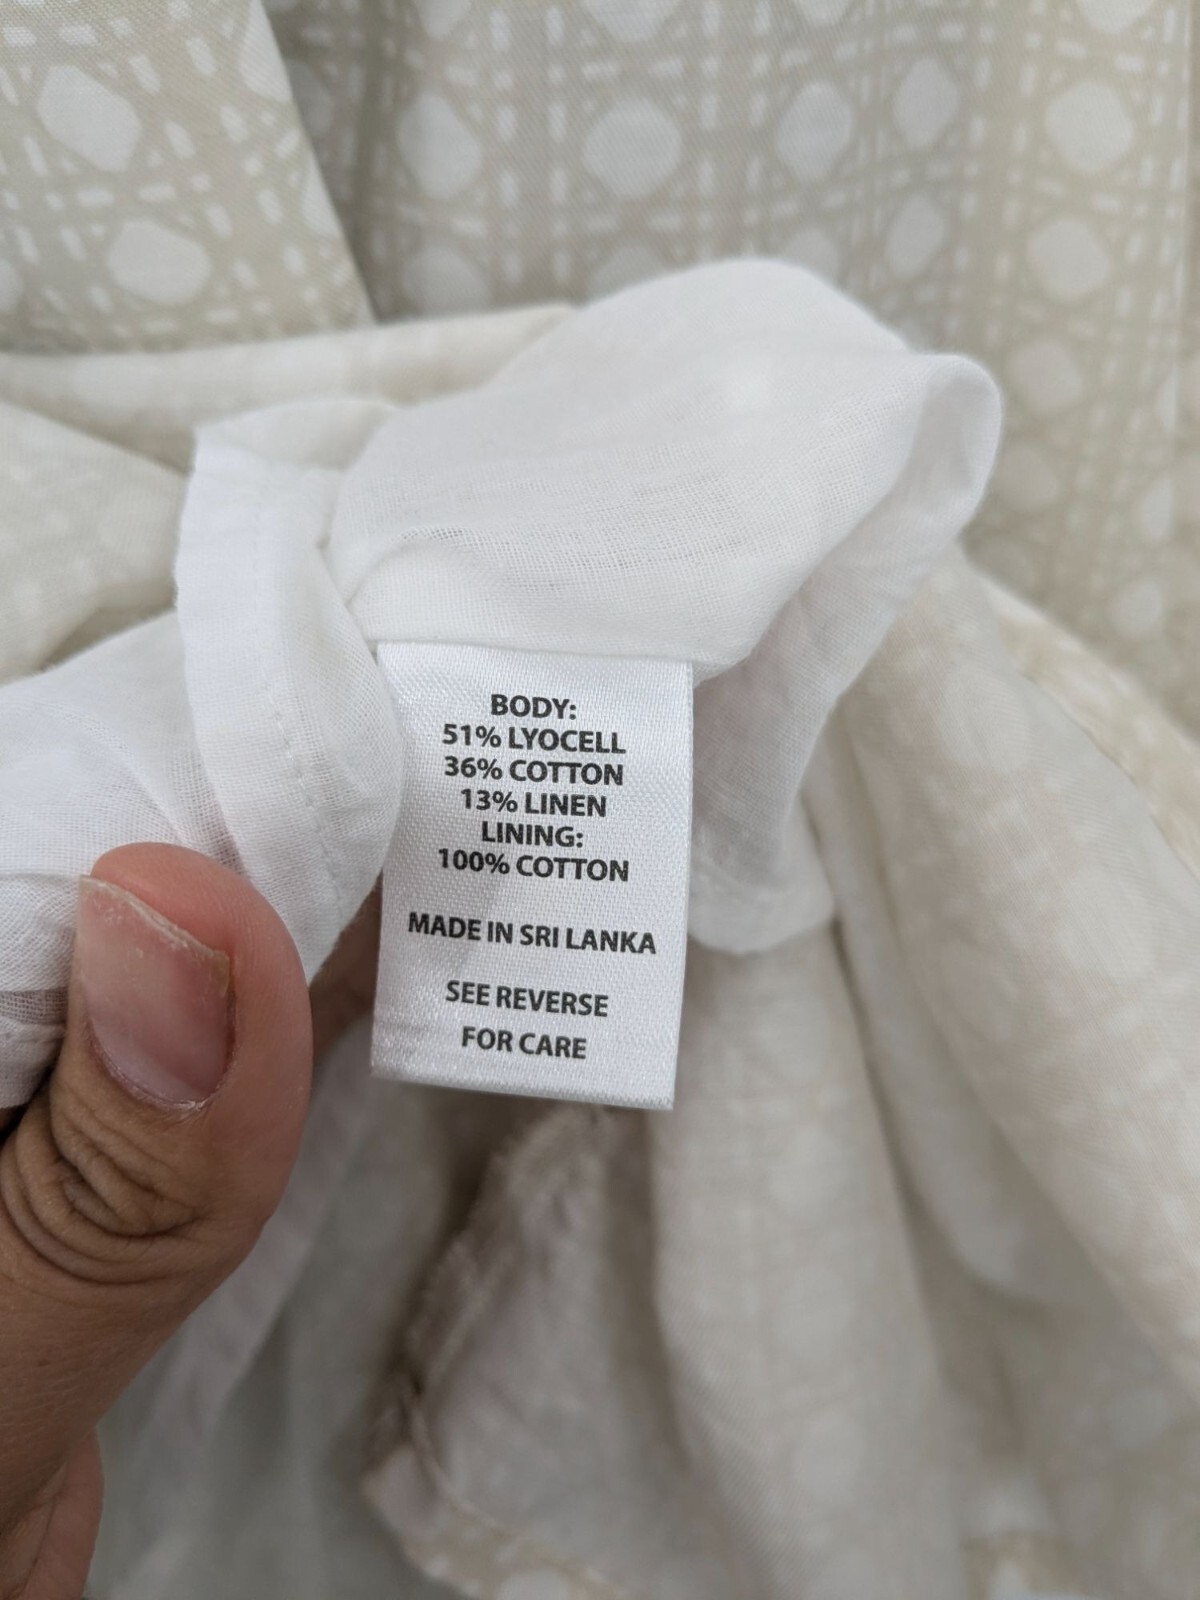 BODY:
51% LYOCELL
36% COTTON
13% LINEN
LINING:
100% COTTON
MADE IN SRI LANKA
SEE REVERSE
FOR CARE